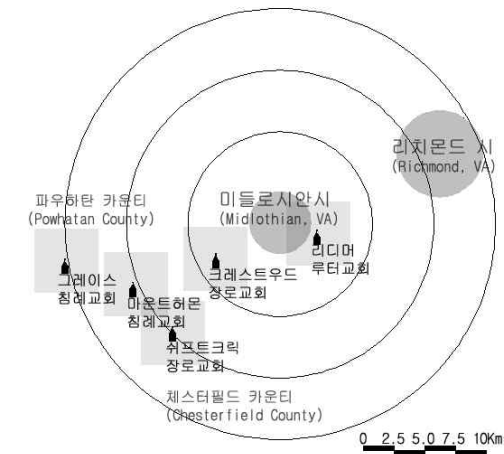 리치몬드 시
(Richmond, VA)
파우하탄 카운티
(Powhatan County)
미들로시안시
(Midlothian, VA)
리디머
루터교회
크레스트우드
장로교회
그레이스
침례교회
마운트허몬
침례교회
쉬프트크릭
장로교회
체스터필드 카운티
(Chesterfield County)
0 2.5 5.0 7.5 10Km